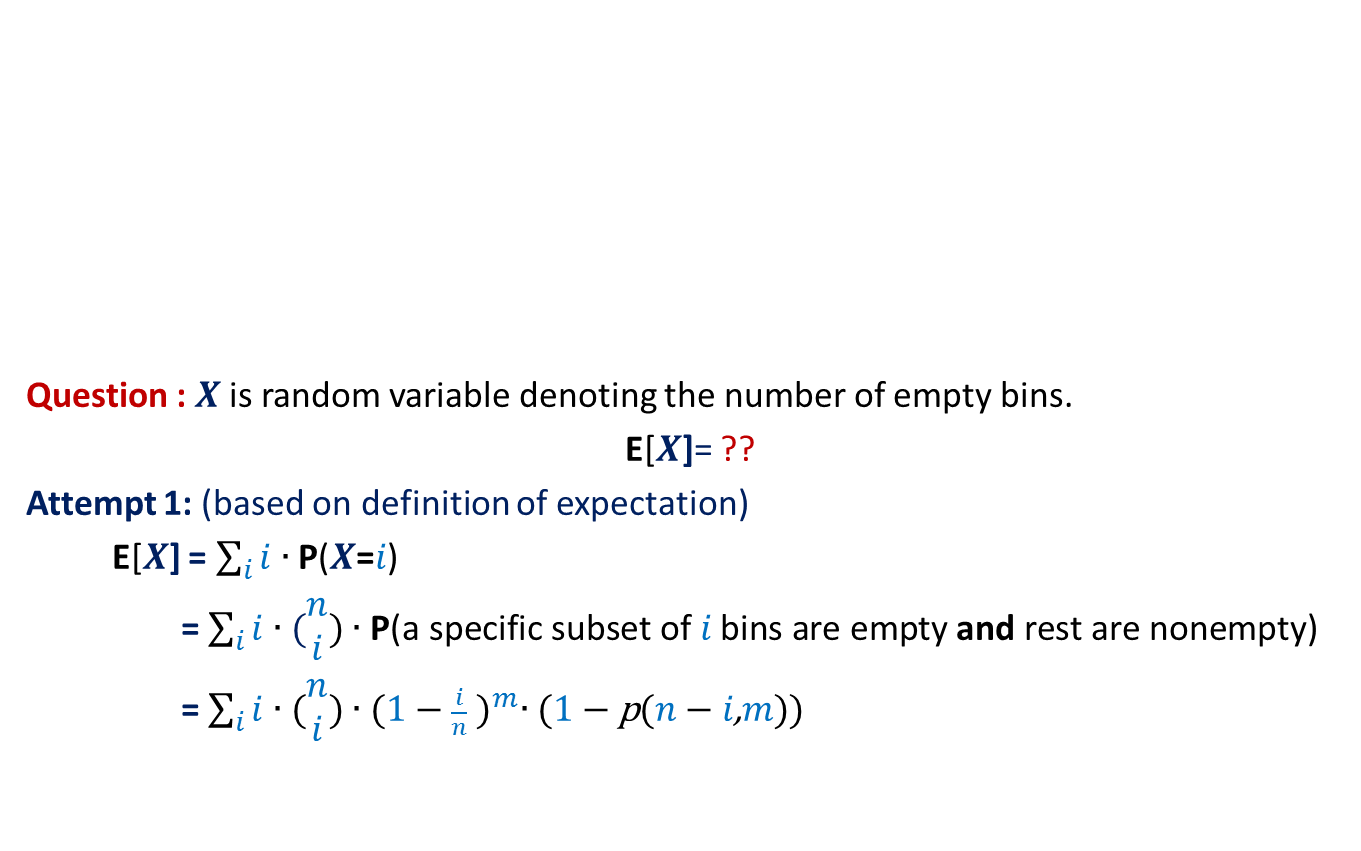 Question : X is random variable denoting the number of empty bins.
E[X]= ??
Attempt 1: (based on definition of expectation)
E[X] = ∑ᵢ i · P(X=i)
= ∑ᵢ i · (n i) · P(a specific subset of i bins are empty and rest are nonempty)
= ∑ᵢ i · (n i) · (1 − i/n )ᵐ· (1 − p(n − i,m))